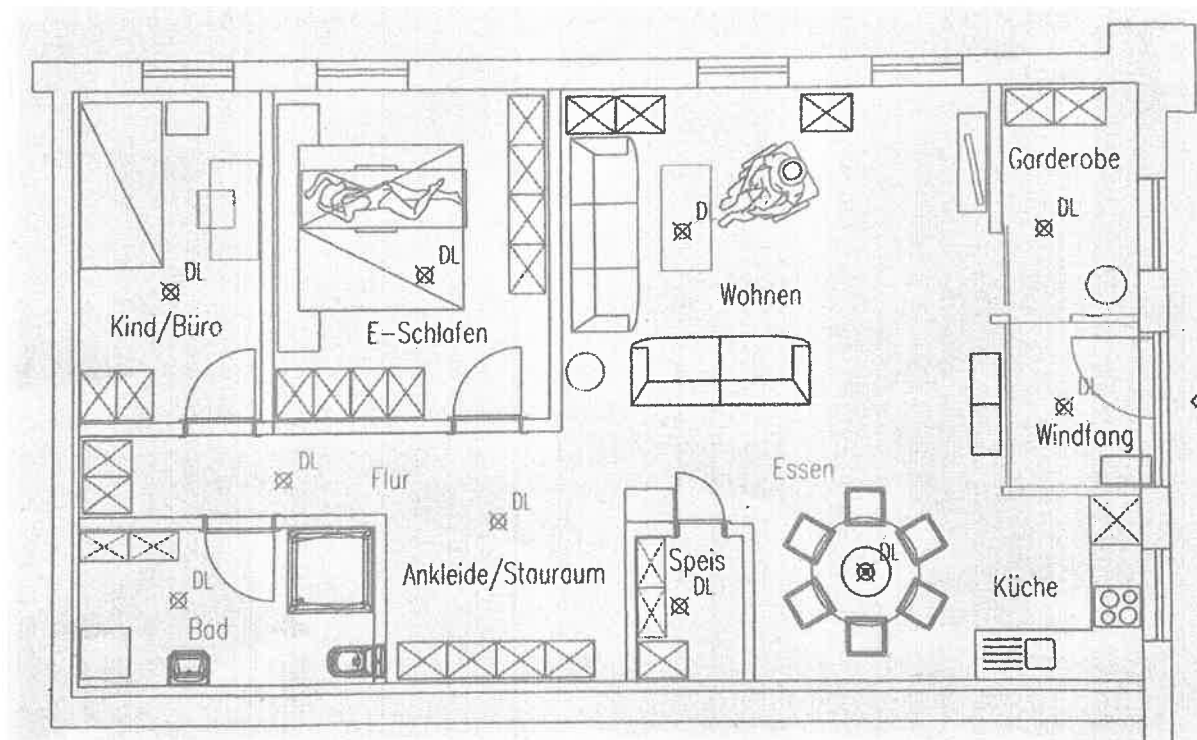 Garderobe
DL
D
DL
DL
Wohnen
Kind/Büro
E-Schlafen
DL
Windfang
DL
Flur
Essen
DL
Ankleide/Stauraum
Speis
DL
DL
Küche
DL
Bad